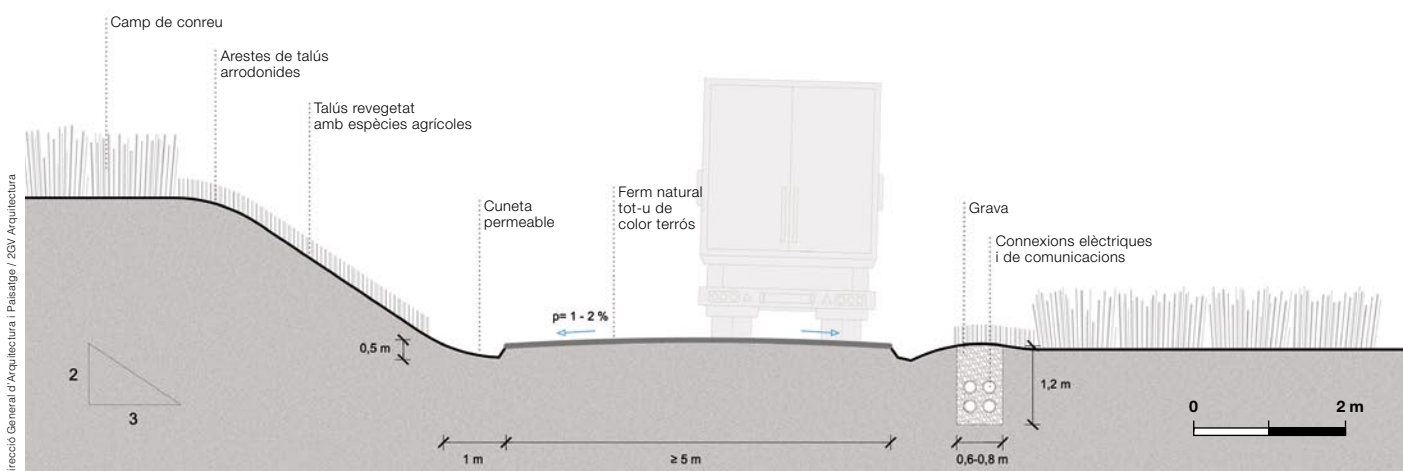 Camp de conreu
Arestes de talús
arrodonides
Talús revegetat
amb espècies agrícoles
Cuneta
permeable
Ferm natural
tot-u de
color terrós
Grava
Connexions elèctriques
i de comunicacions
p= 1 - 2 %
0,5 m
2
3
1,2 m
0
2 m
1 m
≥ 5 m
0,6-0,8 m
irecció General d'Arquitectura i Paisatge / 2GV Arquitectura